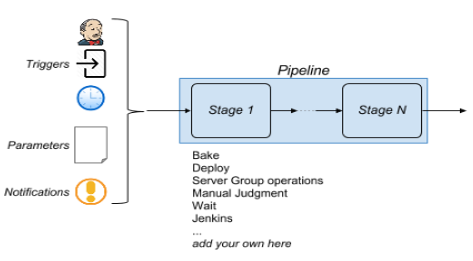 Triggers
Parameters
Notifications
Pipeline
Stage 1
Stage N
Bake
Deploy
Server Group operations
Manual Judgment
Wait
Jenkins
...
add your own here